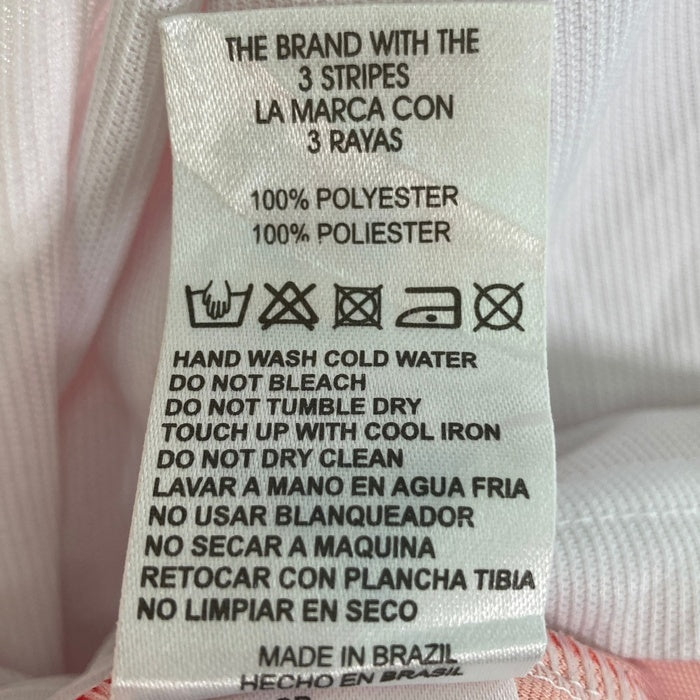 THE BRAND WITH THE
3 STRIPES
LA MARCA CON
3 RAYAS
100% POLYESTER
100% POLIESTER
HAND WASH COLD WATER
DO NOT BLEACH
DO NOT TUMBLE DRY
TOUCH UP WITH COOL IRON
DO NOT DRY CLEAN
LAVAR A MANO EN AGUA FRIA
NO USAR BLANQUEADOR
NO SECAR A MAQUINA
RETOCAR CON PLANCHA TIBIA
NO LIMPIAR EN SECO
MADE IN BRAZIL
HECHO EN BRASIL